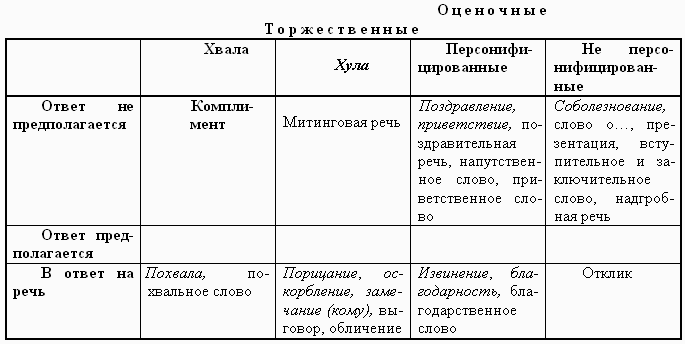 Оценочные
Торжественные
Хвала
Хула
Персонифи-
цированные
Не персо-
нифицирован-
ные
Ответ не
предполагается
Компли-
мент
Митинговая речь
Поздравление,
приветствие, по-
здравительная
речь, напутствен-
ное слово, при-
ветственное сло-
во
Соболезнование,
слово о..., пре-
зентация, всту-
пительное и за-
ключительное
слово, надгроб-
ная речь
Ответ пред-
полагается
В ответ на
речь
Похвала, по-
хвальное слово
Порицание, ос-
корбление, заме-
чание (кому), вы-
говор, обличение
Извинение, бла-
годарность, бла-
годарственное
слово
Отклик